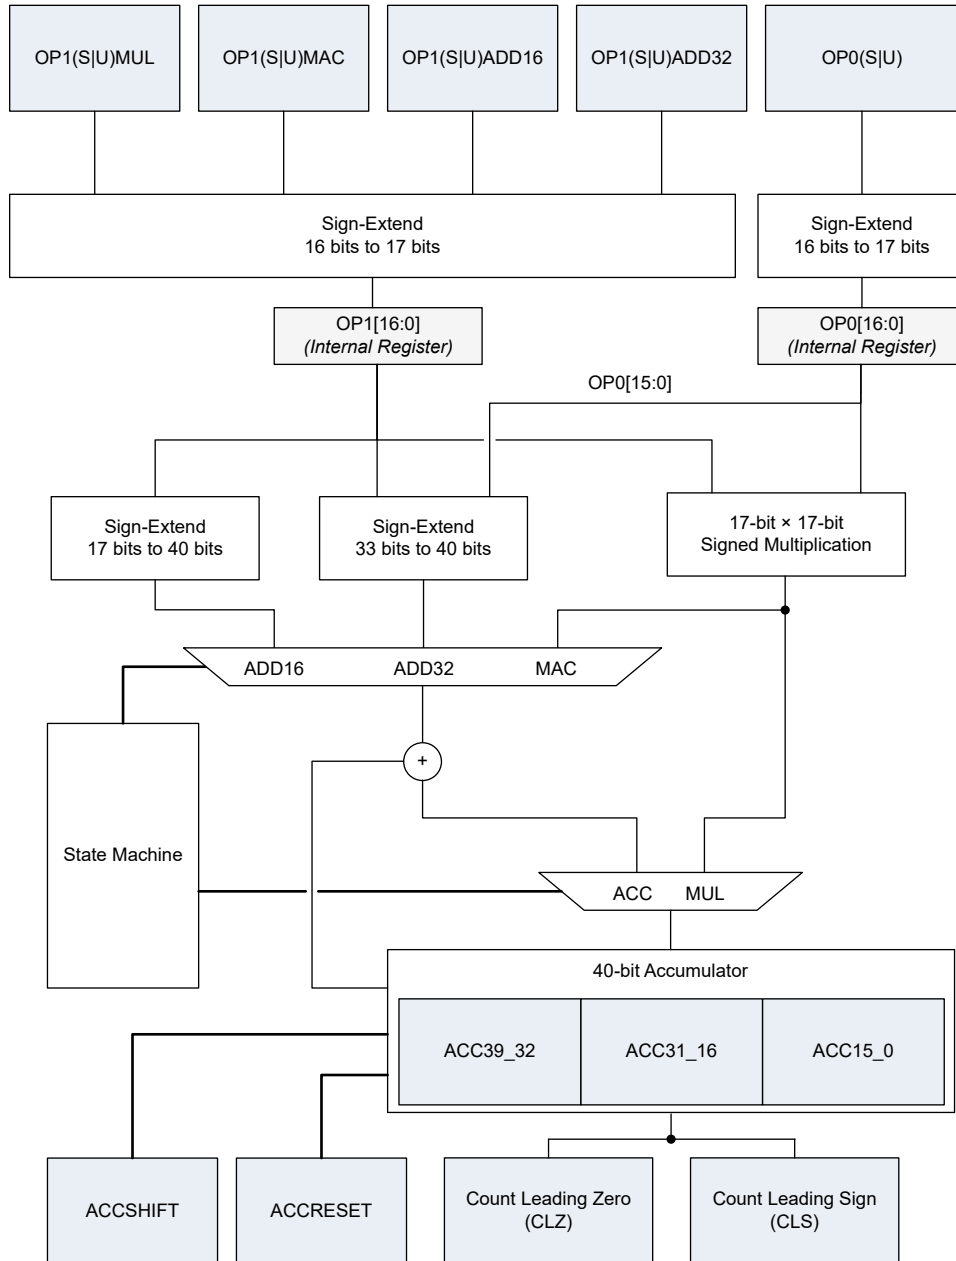 OP1(S|U)MUL
OP1(S|U)MAC
OP1(S|U)ADD16
OP1(S|U)ADD32
OP0(S|U)
Sign-Extend
16 bits to 17 bits
Sign-Extend
16 bits to 17 bits
OP1[16:0]
(Internal Register)
OP0[16:0]
(Internal Register)
OP0[15:0]
Sign-Extend
17 bits to 40 bits
Sign-Extend
33 bits to 40 bits
17-bit × 17-bit
Signed Multiplication
ADD16
ADD32
MAC
+
State Machine
ACC
MUL
40-bit Accumulator
ACC39_32
ACC31_16
ACC15_0
ACCSHIFT
ACCRESET
Count Leading Zero
(CLZ)
Count Leading Sign
(CLS)